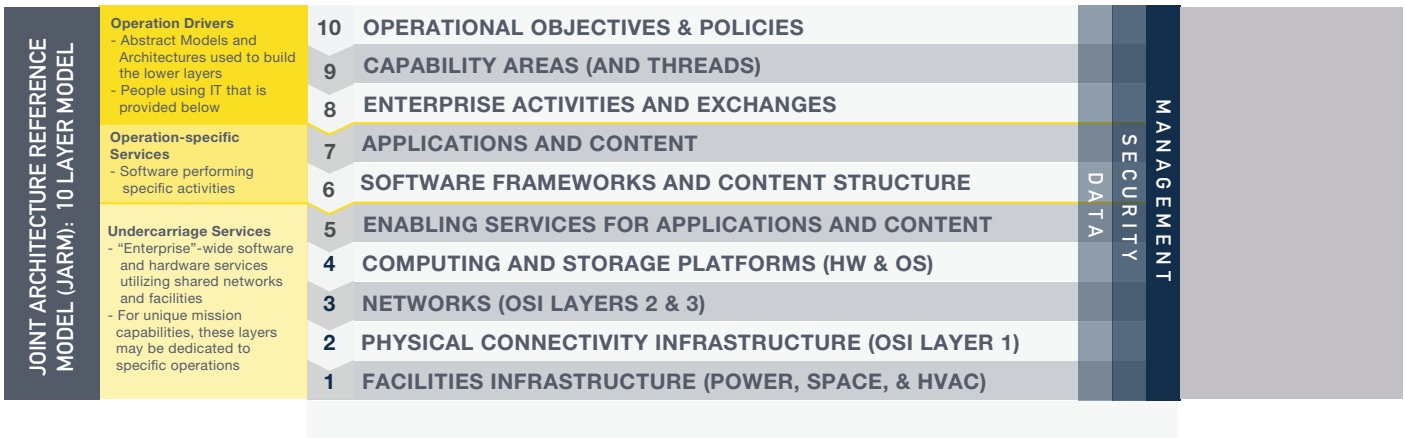 JOINT ARCHITECTURE REFERENCE
MODEL (JARM): 10 LAYER MODEL
Operation Drivers
- Abstract Models and
Architectures used to build
the lower layers
- People using IT that is
provided below
Operation-specific
Services
- Software performing
specific activities
Undercarriage Services
- “Enterprise”-wide software
and hardware services
utilizing shared networks
and facilities
- For unique mission
capabilities, these layers
may be dedicated to
specific operations
10 OPERATIONAL OBJECTIVES & POLICIES
9 CAPABILITY AREAS (AND THREADS)
8 ENTERPRISE ACTIVITIES AND EXCHANGES
7 APPLICATIONS AND CONTENT
6 SOFTWARE FRAMEWORKS AND CONTENT STRUCTURE
5 ENABLING SERVICES FOR APPLICATIONS AND CONTENT
4 COMPUTING AND STORAGE PLATFORMS (HW & OS)
3 NETWORKS (OSI LAYERS 2 & 3)
2 PHYSICAL CONNECTIVITY INFRASTRUCTURE (OSI LAYER 1)
1 FACILITIES INFRASTRUCTURE (POWER, SPACE, & HVAC)
DATA
SECURITY
MANAGEMENT